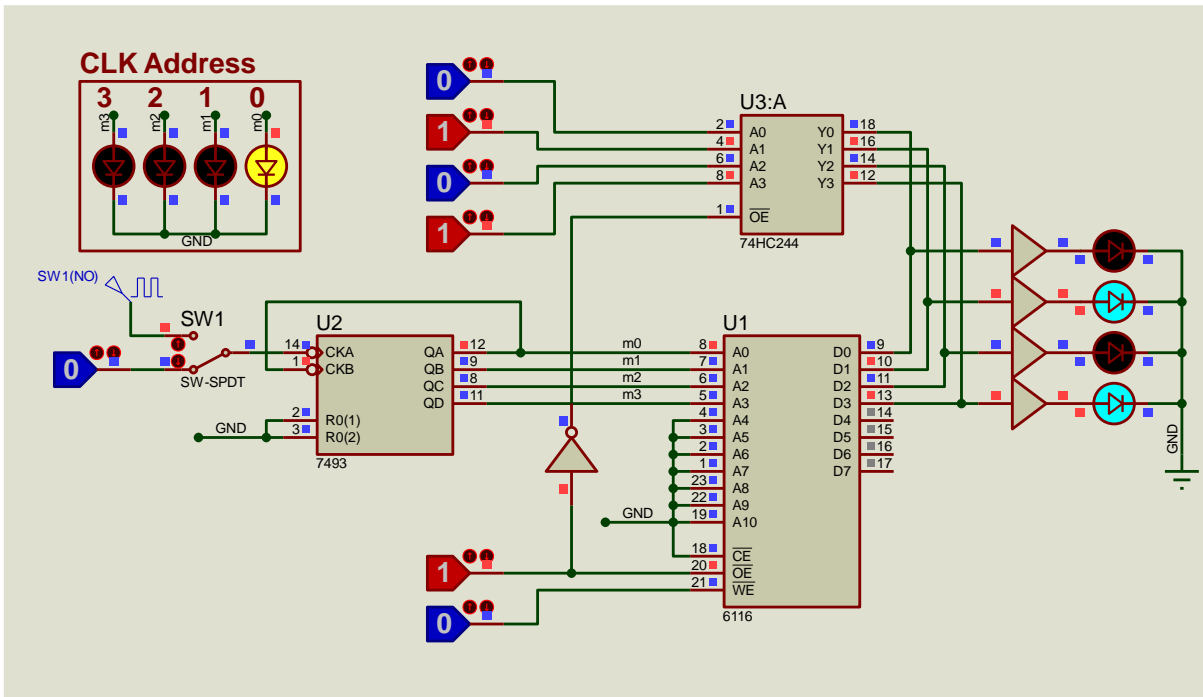 CLK Address
3 2 1 0
m3 m2 m1 m0
GND
0
1
0
1
U3:A
2 A0 Y0 18
4 A1 Y1 16
6 A2 Y2 14
8 A3 Y3 12
1 OE
74HC244
SW1(NO)
SW1
0
SW-SPDT
U2
14 CKA QA 12
1 CKB QB 9
QC 8
QD 11
2 R0(1)
3 R0(2)
GND
7493
m0
m1
m2
m3
U1
8 A0 D0 9
7 A1 D1 10
6 A2 D2 11
5 A3 D3 13
4 A4 D4 14
3 A5 D5 15
2 A6 D6 16
1 A7 D7 17
23 A8
22 A9
19 A10
GND
18 CE
20 OE
21 WE
6116
1
0
GND